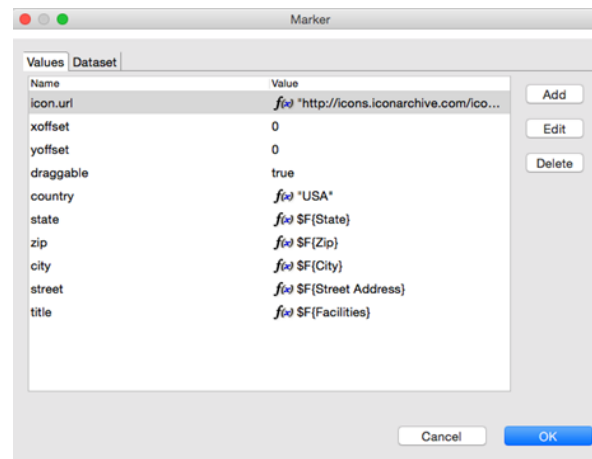 Marker
Values Dataset
Name Value
icon.url f(x) "http://icons.iconarchive.com/ico...
xoffset 0
yoffset 0
draggable true
country f(x) "USA"
state f(x) $F{State}
zip f(x) $F{Zip}
city f(x) $F{City}
street f(x) $F{Street Address}
title f(x) $F{Facilities}
Add
Edit
Delete
Cancel OK